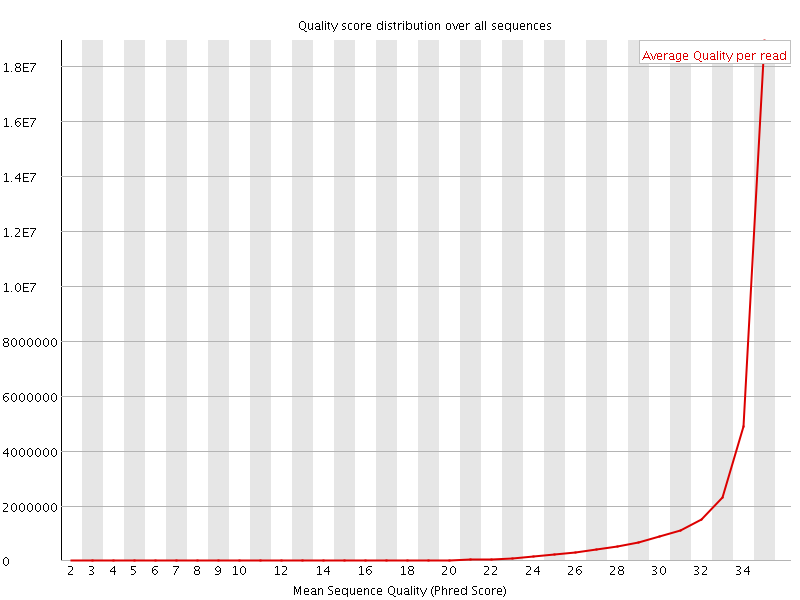 Quality score distribution over all sequences
Average Quality per read
1.8E7
1.6E7
1.4E7
1.2E7
1.0E7
8000000
6000000
4000000
2000000
0
2 3 4 5 6 7 8 9 10 12 14 16 18 20 22 24 26 28 30 32 34
Mean Sequence Quality (Phred Score)